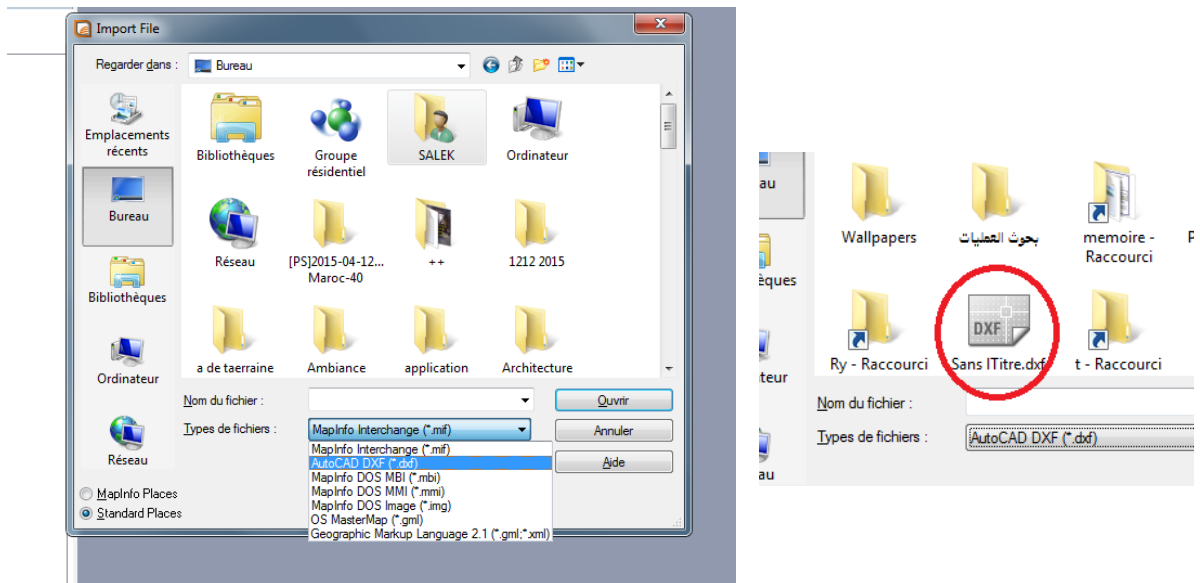 Import File
Regarder dans :
Bureau
Emplacements
récents
Bureau
Bibliothèques
Ordinateur
Réseau
Bibliothèques
Groupe
résidentiel
SALEK
Ordinateur
Réseau
[PS]2015-04-12...
Maroc-40
++
1212 2015
a de taerraine
Ambiance
application
Architecture
Nom du fichier :
Ouvrir
Types de fichiers :
MapInfo Interchange (*.mif)
Annuler
MapInfo Interchange (*.mif)
AutoCAD DXF (*.dxf)
MapInfo DOS MBI (*.mbi)
MapInfo DOS MMI (*.mmi)
MapInfo DOS Image (*.img)
OS MasterMap (*.gml)
Geographic Markup Language 2.1 (*.gml;*.xml)
Aide
MapInfo Places
Standard Places
au
Wallpapers
بحوث العمليات
memoire -
Raccourci
P
èques
DXF
Ry - Raccourci
Sans ITitre.dxf
t - Raccourci
teur
Nom du fichier :
Types de fichiers :
AutoCAD DXF (*.dxf)
au